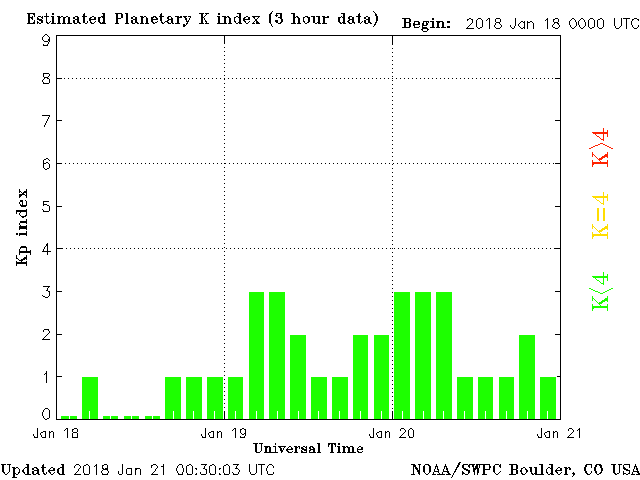 Estimated Planetary K index (3 hour data)
Begin: 2018 Jan 18 0000 UTC
9
8
7
6
5
4
3
2
1
0
Kp index
K>4
K=4
K<4
Jan 18
Jan 19
Jan 20
Jan 21
Universal Time
Updated 2018 Jan 21 00:30:03 UTC
NOAA/SWPC Boulder, CO USA